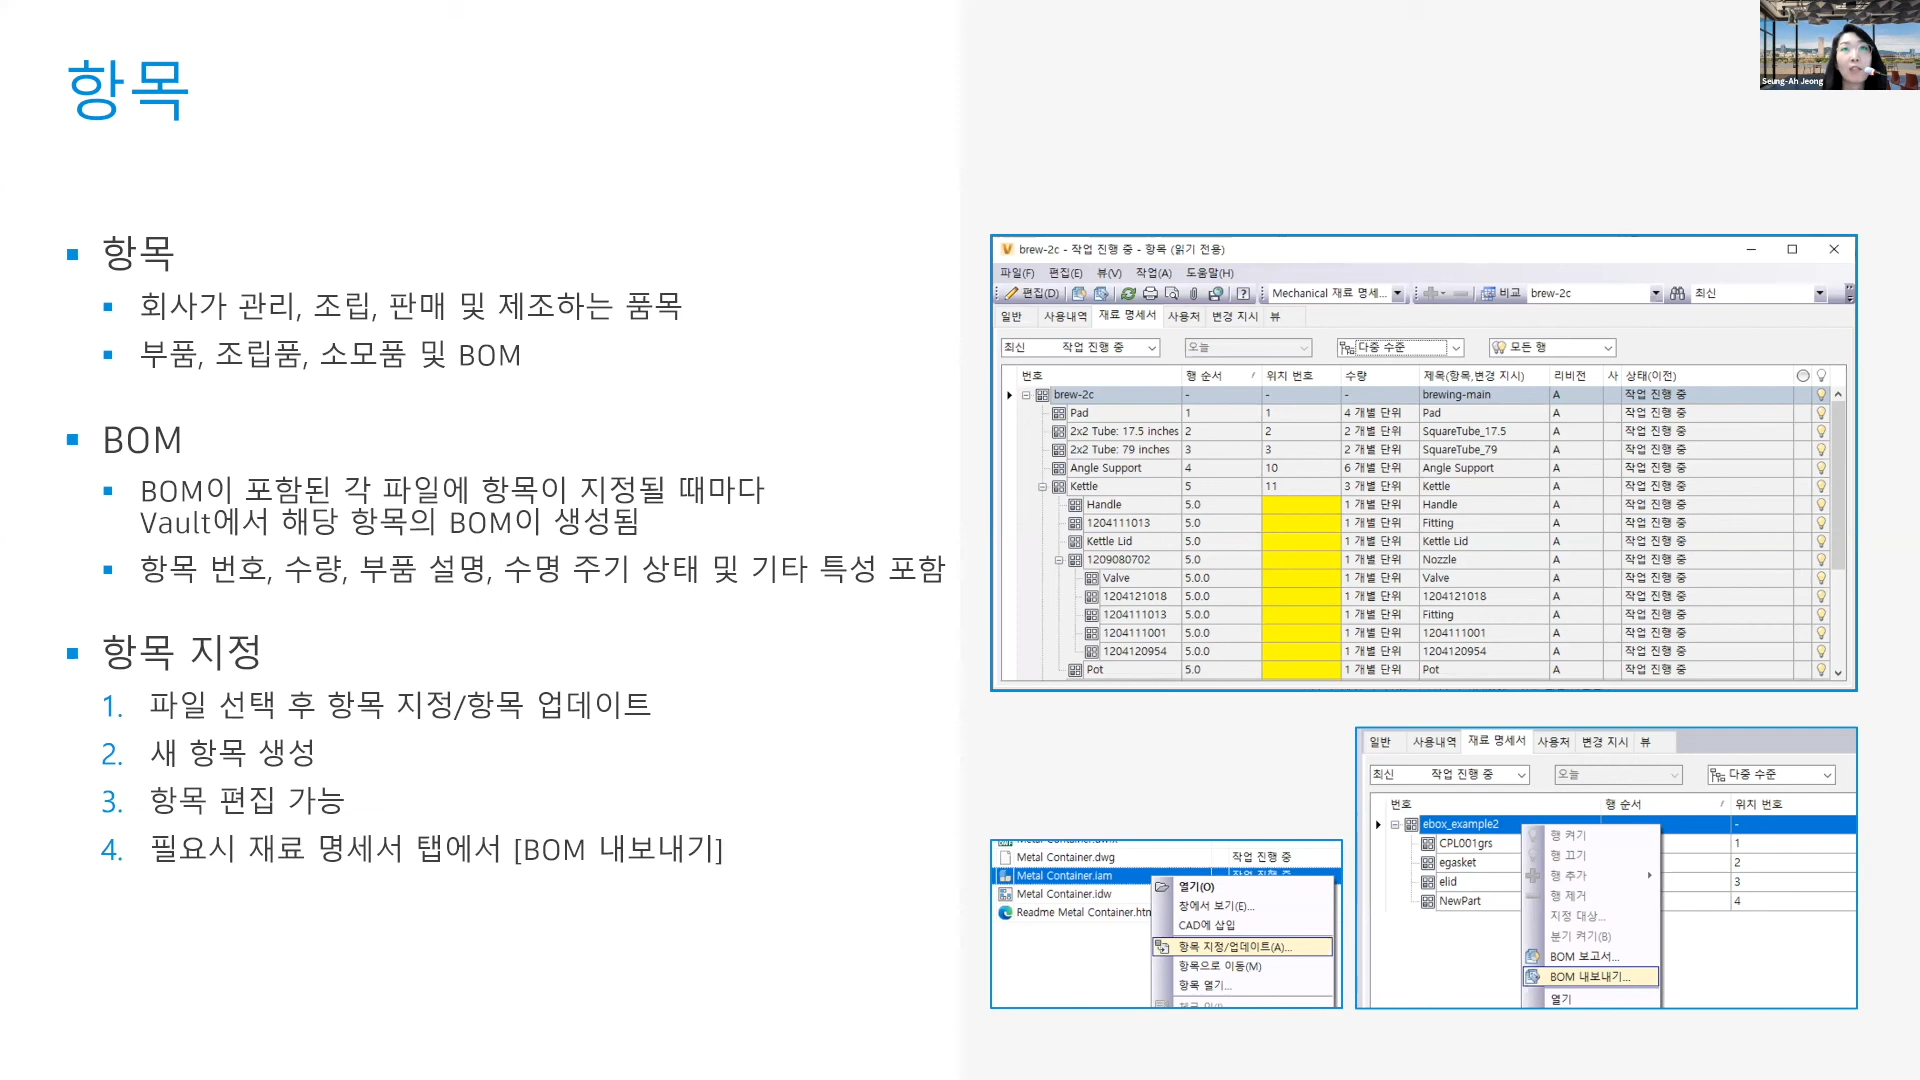 항목
Seung-Ah Jeong
항목
회사가 관리, 조립, 판매 및 제조하는 품목
부품, 조립품, 소모품 및 BOM
BOM
BOM이 포함된 각 파일에 항목이 지정될 때마다
Vault에서 해당 항목의 BOM이 생성됨
항목 번호, 수량, 부품 설명, 수명 주기 상태 및 기타 특성 포함
항목 지정
1. 파일 선택 후 항목 지정/항목 업데이트
2. 새 항목 생성
3. 항목 편집 가능
4. 필요시 재료 명세서 탭에서 [BOM 내보내기]
brew-2c - 작업 진행 중 - 항목 (읽기 전용)
파일(F) 편집(E) 뷰(V) 작업(A) 도움말(H)
편집(D) Mechanical 재료 명세... 비교 brew-2c 최신
일반 사용내역 재료 명세서 사용처 변경 지시 뷰
최신 작업 진행 중 오늘 다중 수준 모든 행
번호 행 순서 위치 번호 수량 제목(항목,변경 지시) 리비전 사 상태(이전)
brew-2c - - - brewing-main A 작업 진행 중
Pad 1 1 4 개별 단위 Pad A 작업 진행 중
2x2 Tube: 17.5 inches 2 2 2 개별 단위 SquareTube_17.5 A 작업 진행 중
2x2 Tube: 79 inches 3 3 2 개별 단위 SquareTube_79 A 작업 진행 중
Angle Support 4 10 6 개별 단위 Angle Support A 작업 진행 중
Kettle 5 11 3 개별 단위 Kettle A 작업 진행 중
Handle 5.0 1 개별 단위 Handle A 작업 진행 중
1204111013 5.0 1 개별 단위 Fitting A 작업 진행 중
Kettle Lid 5.0 1 개별 단위 Kettle Lid A 작업 진행 중
1209080702 5.0 1 개별 단위 Nozzle A 작업 진행 중
Valve 5.0.0 1 개별 단위 Valve A 작업 진행 중
1204121018 5.0.0 1 개별 단위 1204121018 A 작업 진행 중
1204111013 5.0.0 1 개별 단위 Fitting A 작업 진행 중
1204111001 5.0.0 1 개별 단위 1204111001 A 작업 진행 중
1204120954 5.0.0 1 개별 단위 1204120954 A 작업 진행 중
Pot 5.0 1 개별 단위 Pot A 작업 진행 중
Metal Container.dwg 작업 진행 중
Metal Container.iam
Metal Container.idw
Readme Metal Container.htm
열기(O)
창에서 보기(E)...
CAD에 삽입
항목 지정/업데이트(A)...
항목으로 이동(M)
항목 열기...
일반 사용내역 재료 명세서 사용처 변경 지시 뷰
최신 작업 진행 중 오늘 다중 수준
번호 행 순서 위치 번호
ebox_example2 -
CPL001grs 1
egasket 2
elid 3
NewPart 4
행 켜기
행 끄기
행 추가
행 제거
지정 대상...
분기 켜기(B)
BOM 보고서...
BOM 내보내기...
열기